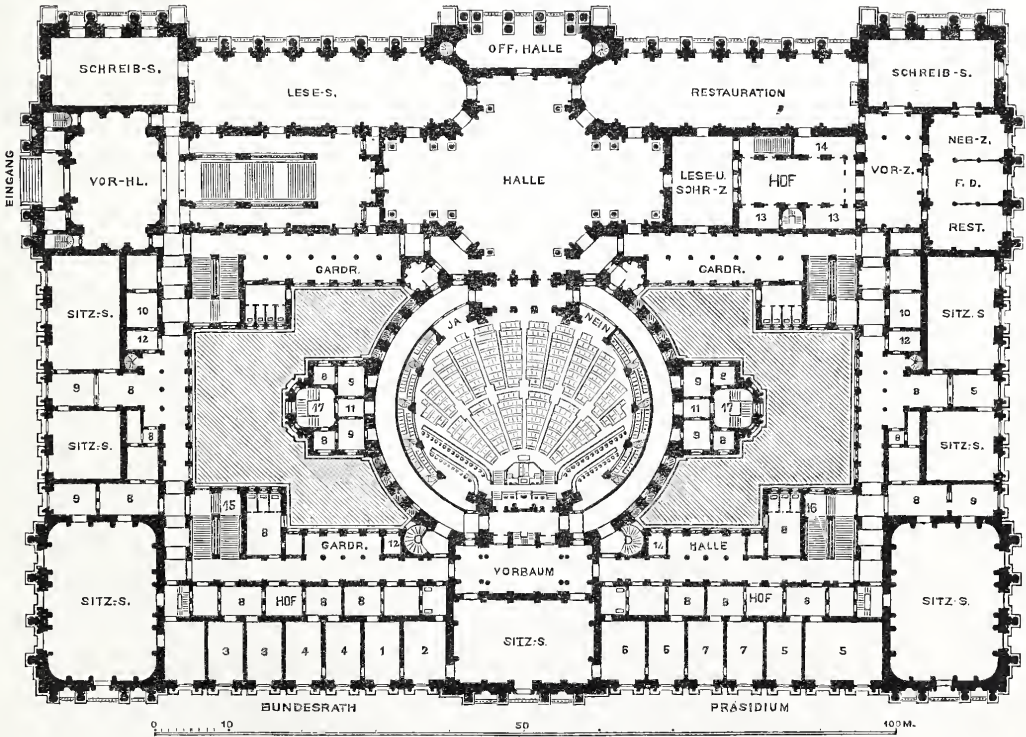 OFF. HALLE
SCHREIB-S.
LESE-S.
RESTAURATION
SCHREIB-S.
EINGANG
VOR-HL.
HALLE
LESE-U.
SCHR-Z
14
HOF
13
13
VOR-Z.
NEB-Z.
F. D.
REST.
GARDR.
GARDR.
SITZ-S.
10
12
JA
NEIN
10
12
SITZ.S
9
8
8
9
17
11
8
9
9
8
11
17
9
8
8
5
8
SITZ-S.
8
SITZ-S.
9
8
15
8
GARDR.
12
14
HALLE
8
16
8
9
VORBAUM
SITZ-S.
8
HOF
8
8
SITZ-S.
8
8
HOF
8
SITZ-S.
3
3
4
4
1
2
6
5
7
7
5
5
BUNDESRATH
PRÄSIDIUM
0
10
50
100 M.